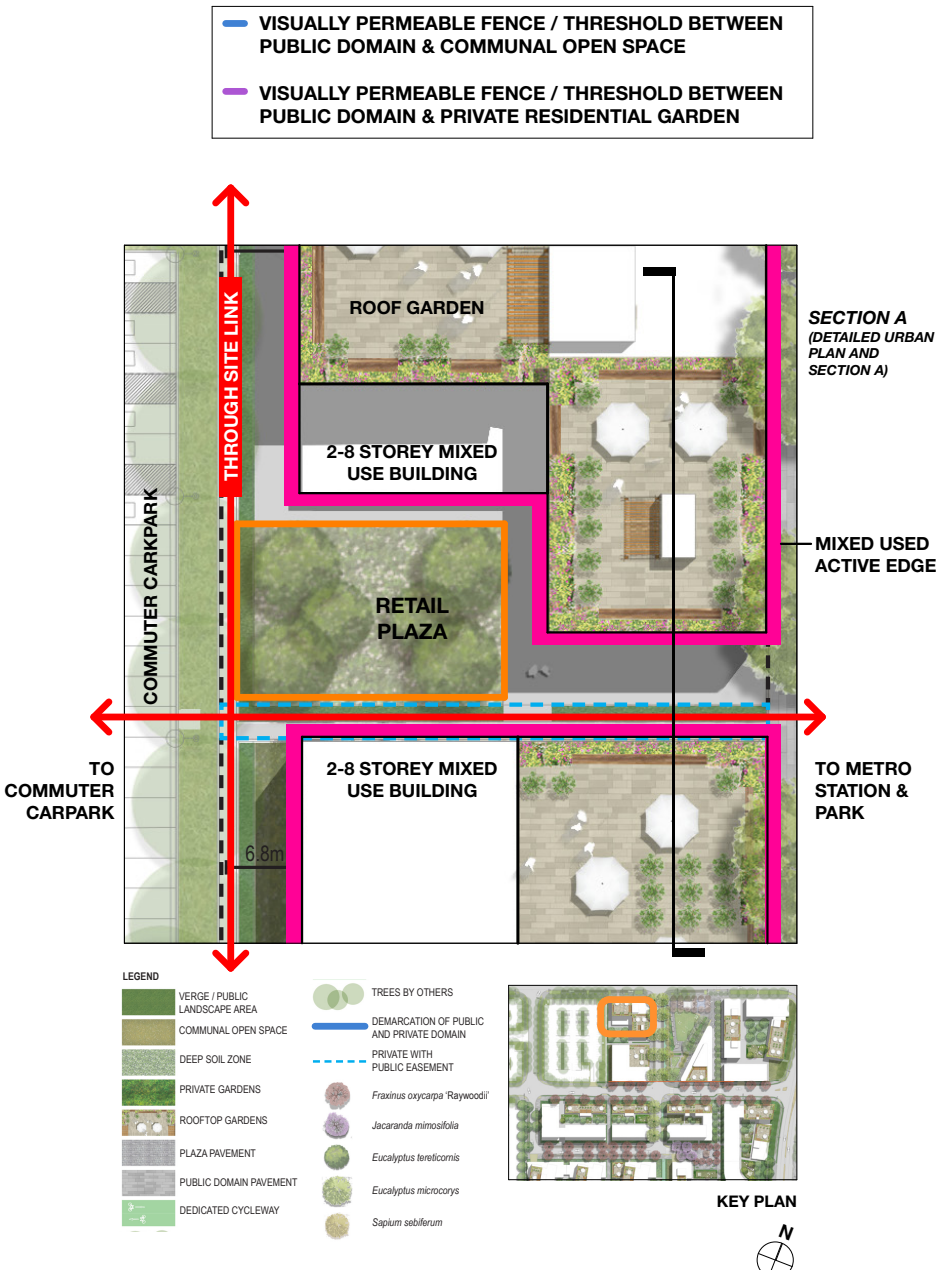 VISUALLY PERMEABLE FENCE / THRESHOLD BETWEEN
PUBLIC DOMAIN & COMMUNAL OPEN SPACE
VISUALLY PERMEABLE FENCE / THRESHOLD BETWEEN
PUBLIC DOMAIN & PRIVATE RESIDENTIAL GARDEN
THROUGH SITE LINK
ROOF GARDEN
SECTION A
(DETAILED URBAN
PLAN AND
SECTION A)
2-8 STOREY MIXED
USE BUILDING
COMMUTER CARKPARK
MIXED USED
ACTIVE EDGE
RETAIL
PLAZA
TO
COMMUTER
CARPARK
2-8 STOREY MIXED
USE BUILDING
TO METRO
STATION &
PARK
6.8m
LEGEND
VERGE / PUBLIC
LANDSCAPE AREA
COMMUNAL OPEN SPACE
DEEP SOIL ZONE
PRIVATE GARDENS
ROOFTOP GARDENS
PLAZA PAVEMENT
PUBLIC DOMAIN PAVEMENT
DEDICATED CYCLEWAY
TREES BY OTHERS
DEMARCATION OF PUBLIC
AND PRIVATE DOMAIN
PRIVATE WITH
PUBLIC EASEMENT
Fraxinus oxycarpa 'Raywoodii'
Jacaranda mimosifolia
Eucalyptus tereticornis
Eucalyptus microcorys
Sapium sebiferum
KEY PLAN
N